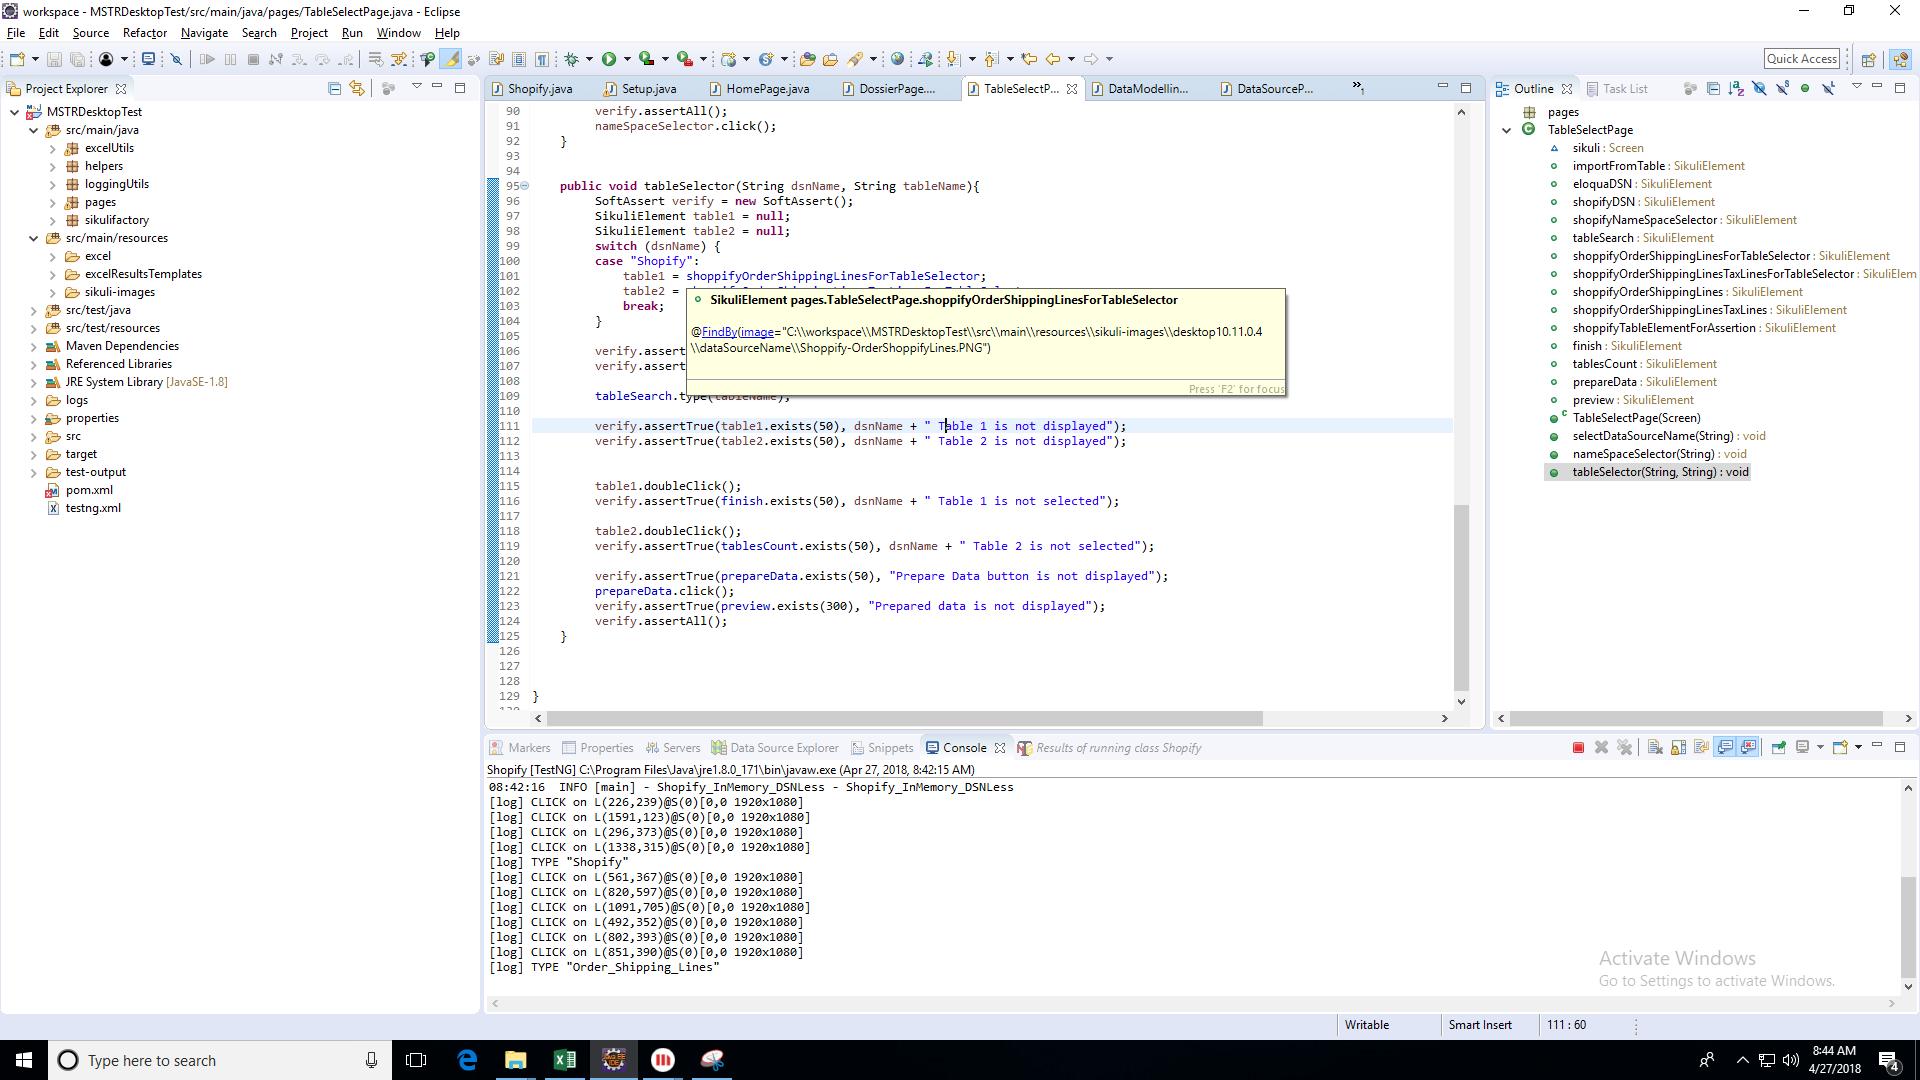 workspace - MSTRDesktopTest/src/main/java/pages/TableSelectPage.java - Eclipse
File Edit Source Refactor Navigate Search Project Run Window Help
Quick Access
Project Explorer
MSTRDesktopTest
src/main/java
excelUtils
helpers
loggingUtils
pages
sikulifactory
src/main/resources
excel
excelResultsTemplates
sikuli-images
src/test/java
src/test/resources
Maven Dependencies
Referenced Libraries
JRE System Library [JavaSE-1.8]
logs
properties
src
target
test-output
pom.xml
testng.xml
Shopify.java Setup.java HomePage.java DossierPage.... TableSelectP... DataModellin... DataSourceP... »1
90 verify.assertAll();
91 nameSpaceSelector.click();
92 }
93
94
95 public void tableSelector(String dsnName, String tableName){
96 SoftAssert verify = new SoftAssert();
97 SikuliElement table1 = null;
98 SikuliElement table2 = null;
99 switch (dsnName) {
100 case "Shopify":
101 table1 = shoppifyOrderShippingLinesForTableSelector;
102 table2 =
103 break;
104 }
105
106 verify.assert
107 verify.assert
108
109 tableSearch.type(tableName);
110
111 verify.assertTrue(table1.exists(50), dsnName + " Table 1 is not displayed");
112 verify.assertTrue(table2.exists(50), dsnName + " Table 2 is not displayed");
113
114
115 table1.doubleClick();
116 verify.assertTrue(finish.exists(50), dsnName + " Table 1 is not selected");
117
118 table2.doubleClick();
119 verify.assertTrue(tablesCount.exists(50), dsnName + " Table 2 is not selected");
120
121 verify.assertTrue(prepareData.exists(50), "Prepare Data button is not displayed");
122 prepareData.click();
123 verify.assertTrue(preview.exists(300), "Prepared data is not displayed");
124 verify.assertAll();
125 }
126
127
128
129 }
SikuliElement pages.TableSelectPage.shoppifyOrderShippingLinesForTableSelector
@FindBy(image="C:\\workspace\\MSTRDesktopTest\\src\\main\\resources\\sikuli-images\\desktop10.11.0.4
\\dataSourceName\\Shoppify-OrderShoppifyLines.PNG")
Press 'F2' for focus
Outline Task List
pages
TableSelectPage
sikuli : Screen
importFromTable : SikuliElement
eloquaDSN : SikuliElement
shopifyDSN : SikuliElement
shopifyNameSpaceSelector : SikuliElement
tableSearch : SikuliElement
shoppifyOrderShippingLinesForTableSelector : SikuliElement
shoppifyOrderShippingLinesTaxLinesForTableSelector : SikuliElem
shoppifyOrderShippingLines : SikuliElement
shoppifyOrderShippingLinesTaxLines : SikuliElement
shoppifyTableElementForAssertion : SikuliElement
finish : SikuliElement
tablesCount : SikuliElement
prepareData : SikuliElement
preview : SikuliElement
TableSelectPage(Screen)
selectDataSourceName(String) : void
nameSpaceSelector(String) : void
tableSelector(String, String) : void
Markers Properties Servers Data Source Explorer Snippets Console Results of running class Shopify
Shopify [TestNG] C:\Program Files\Java\jre1.8.0_171\bin\javaw.exe (Apr 27, 2018, 8:42:15 AM)
08:42:16 INFO [main] - Shopify_InMemory_DSNLess - Shopify_InMemory_DSNLess
[log] CLICK on L(226,239)@S(0)[0,0 1920x1080]
[log] CLICK on L(1591,123)@S(0)[0,0 1920x1080]
[log] CLICK on L(296,373)@S(0)[0,0 1920x1080]
[log] CLICK on L(1338,315)@S(0)[0,0 1920x1080]
[log] TYPE "Shopify"
[log] CLICK on L(561,367)@S(0)[0,0 1920x1080]
[log] CLICK on L(820,597)@S(0)[0,0 1920x1080]
[log] CLICK on L(1091,705)@S(0)[0,0 1920x1080]
[log] CLICK on L(492,352)@S(0)[0,0 1920x1080]
[log] CLICK on L(802,393)@S(0)[0,0 1920x1080]
[log] CLICK on L(851,390)@S(0)[0,0 1920x1080]
[log] TYPE "Order_Shipping_Lines"
Activate Windows
Go to Settings to activate Windows.
Writable Smart Insert 111 : 60
Type here to search
8:44 AM
4/27/2018
4